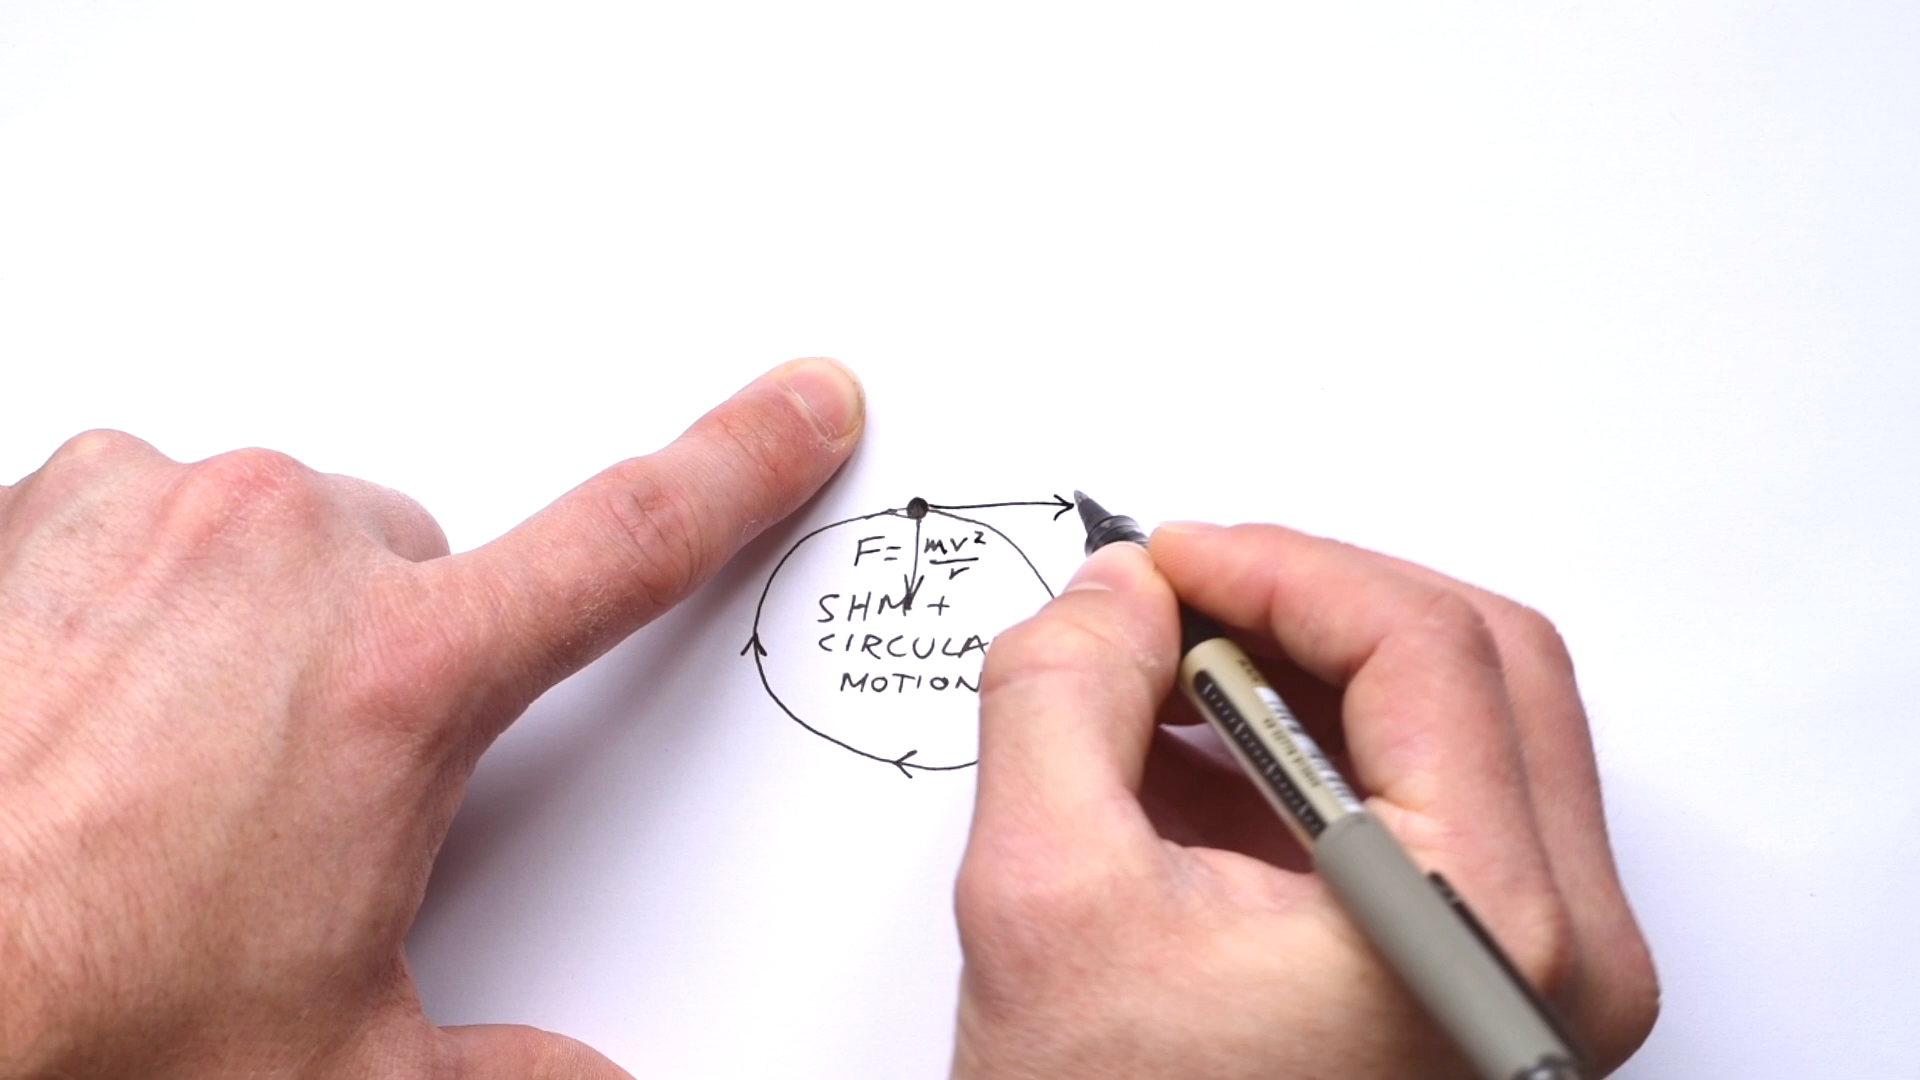 F = mv²/r
SHM +
CIRCULA
MOTION